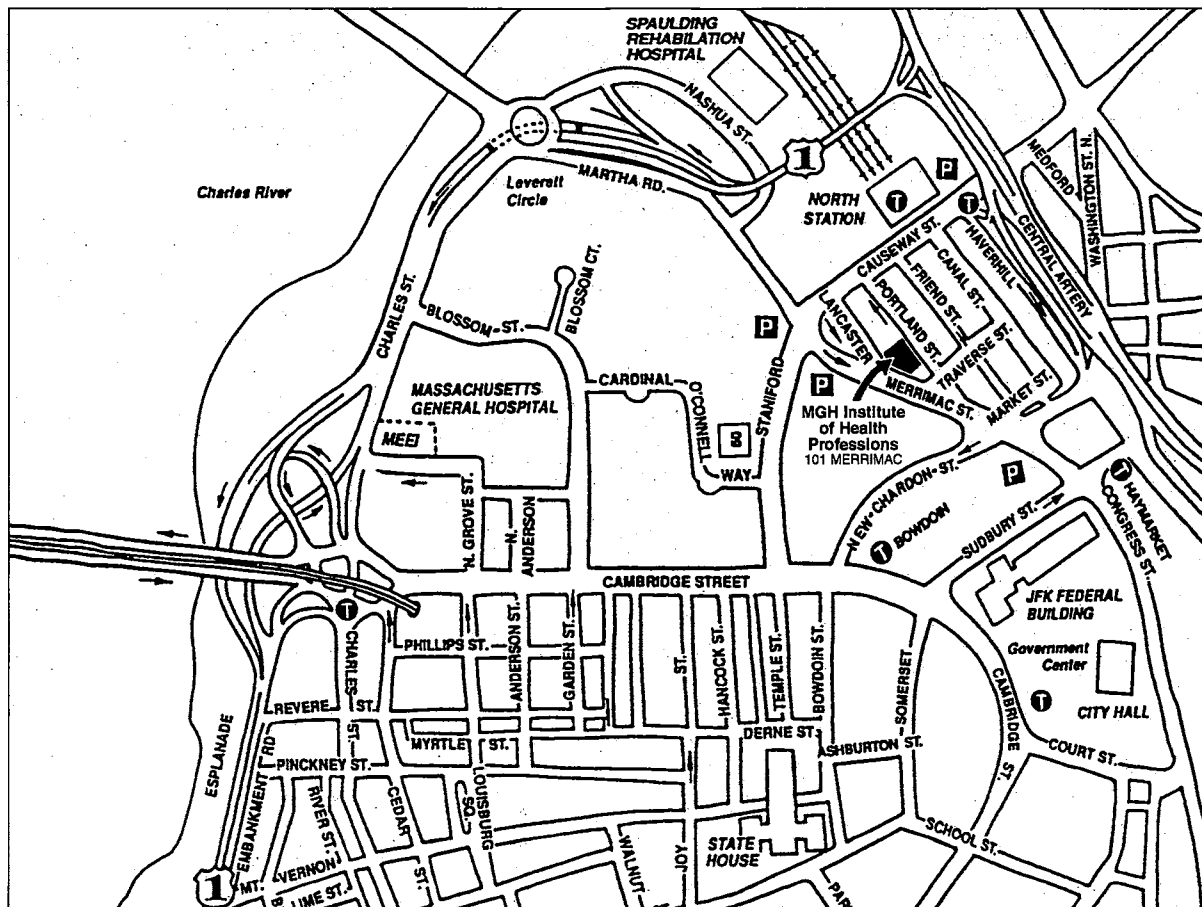 SPAULDING
REHABILATION
HOSPITAL
NASHUA ST.
1
MARTHA RD.
Leverett
Circle
Charles River
NORTH
STATION
T
P
T
MEDFORD
WASHINGTON ST. N.
CENTRAL ARTERY
CAUSEWAY ST.
HAVERHILL
CANAL ST.
FRIEND ST.
PORTLAND ST.
LANCASTER
TRAVERSE ST.
MERRIMAC ST.
MARKET ST.
CHARLES ST.
BLOSSOM ST.
BLOSSOM CT.
P
P
STANIFORD
CARDINAL
O'CONNELL
WAY
60
MASSACHUSETTS
GENERAL HOSPITAL
MEEI
MGH Institute
of Health
Professions
101 MERRIMAC
NEW CHARDON ST.
P
T
BOWDOIN
SUDBURY ST.
T
HAYMARKET
CONGRESS ST.
N. GROVE ST.
N.
ANDERSON
CAMBRIDGE STREET
JFK FEDERAL
BUILDING
Government
Center
T
CITY HALL
T
CHARLES
ST.
PHILLIPS ST.
ANDERSON ST.
GARDEN ST.
ST.
HANCOCK ST.
TEMPLE ST.
BOWDOIN ST.
SOMERSET
CAMBRIDGE
ST.
COURT ST.
REVERE ST.
MYRTLE ST.
DERNE ST.
ASHBURTON ST.
PINCKNEY ST.
ESPLANADE
EMBANKMENT RD
RIVER ST.
CEDAR
ST.
LOUISBURG
SQ.
WALNUT
JOY
STATE
HOUSE
SCHOOL ST.
1
MT. VERNON
LIME ST.